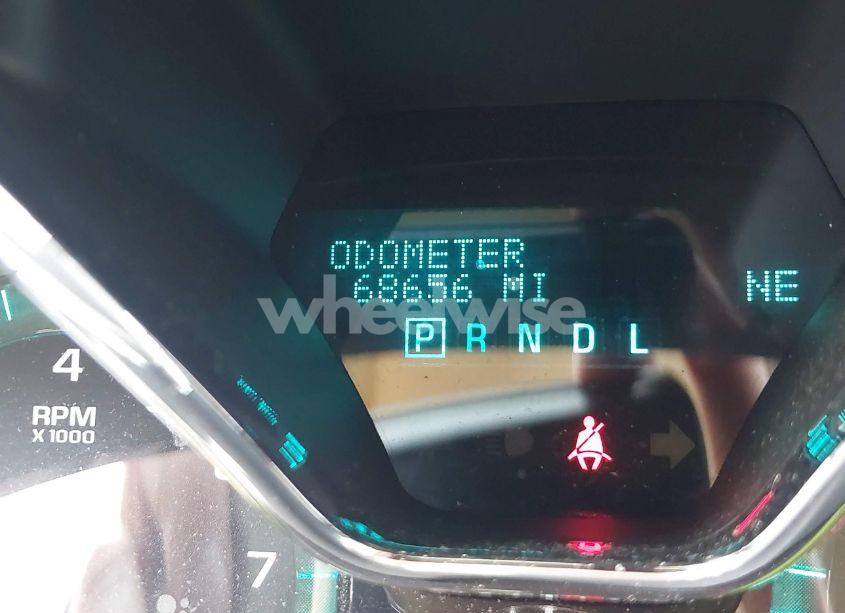 ODOMETER
68656 MI
NE
wheelwise
P R N D L
4
RPM
X 1000
7